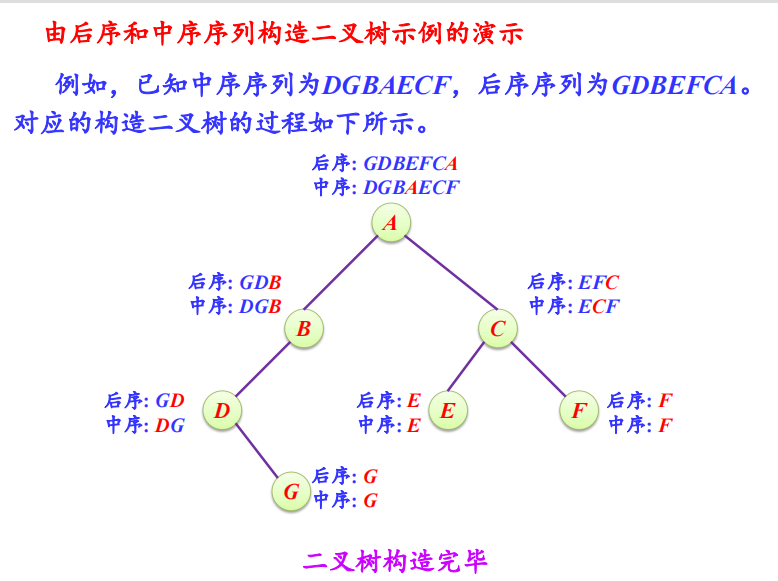 由后序和中序序列构造二叉树示例的演示
例如，已知中序序列为DGBAECF，后序序列为GDBEFCA。
对应的构造二叉树的过程如下所示。
后序: GDBEFCA
中序: DGBAECF
A
后序: GDB
中序: DGB
B
后序: EFC
中序: ECF
C
后序: GD
中序: DG
D
后序: E
中序: E
E
F
后序: F
中序: F
G
后序: G
中序: G
二叉树构造完毕